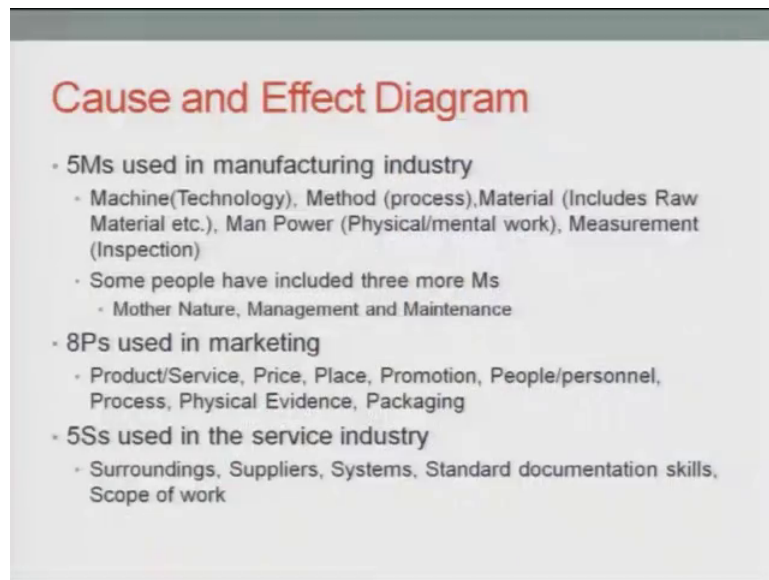 Cause and Effect Diagram
• 5Ms used in manufacturing industry
• Machine(Technology), Method (process),Material (Includes Raw
Material etc.), Man Power (Physical/mental work), Measurement
(Inspection)
• Some people have included three more Ms
• Mother Nature, Management and Maintenance
• 8Ps used in marketing
• Product/Service, Price, Place, Promotion, People/personnel,
Process, Physical Evidence, Packaging
• 5Ss used in the service industry
• Surroundings, Suppliers, Systems, Standard documentation skills,
Scope of work